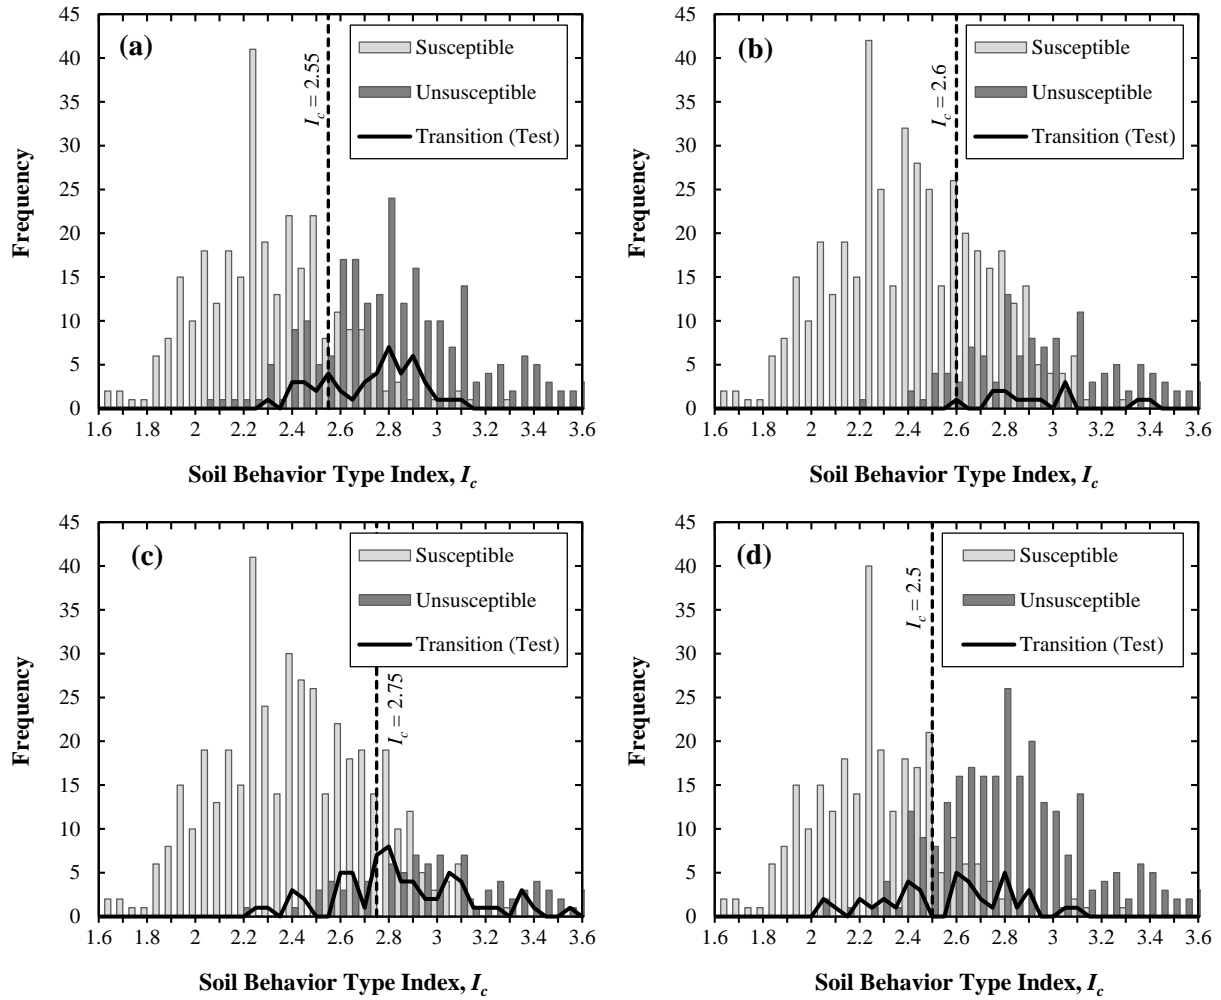 (a)
Susceptible
Unsusceptible
Transition (Test)
I_c = 2.55
Frequency
45
40
35
30
25
20
15
10
5
0
1.6 1.8 2 2.2 2.4 2.6 2.8 3 3.2 3.4 3.6
Soil Behavior Type Index, I_c
(b)
Susceptible
Unsusceptible
Transition (Test)
I_c = 2.6
Frequency
45
40
35
30
25
20
15
10
5
0
1.6 1.8 2 2.2 2.4 2.6 2.8 3 3.2 3.4 3.6
Soil Behavior Type Index, I_c
(c)
Susceptible
Unsusceptible
Transition (Test)
I_c = 2.75
Frequency
45
40
35
30
25
20
15
10
5
0
1.6 1.8 2 2.2 2.4 2.6 2.8 3 3.2 3.4 3.6
Soil Behavior Type Index, I_c
(d)
Susceptible
Unsusceptible
Transition (Test)
I_c = 2.5
Frequency
45
40
35
30
25
20
15
10
5
0
1.6 1.8 2 2.2 2.4 2.6 2.8 3 3.2 3.4 3.6
Soil Behavior Type Index, I_c